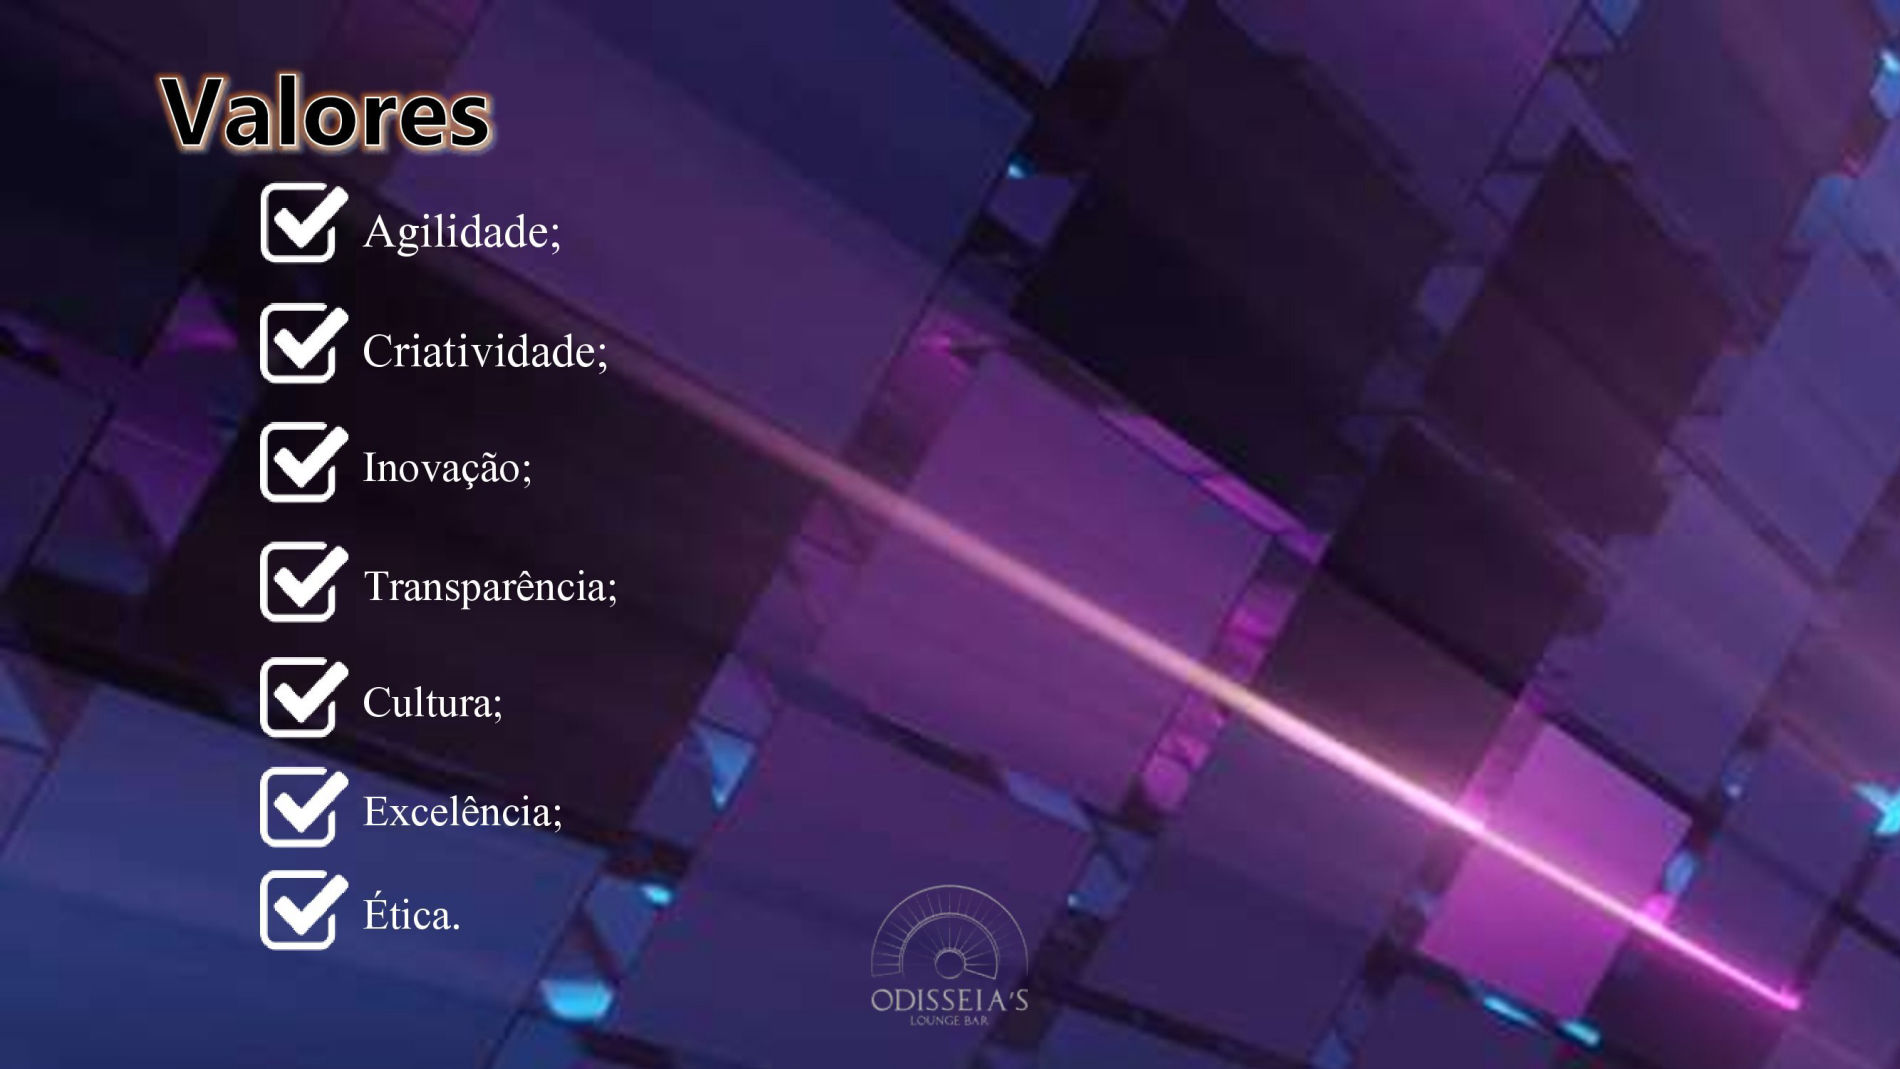 Valores
Agilidade;
Criatividade;
Inovação;
Transparência;
Cultura;
Excelência;
Ética.
ODISSEIA'S
LOUNGE BAR